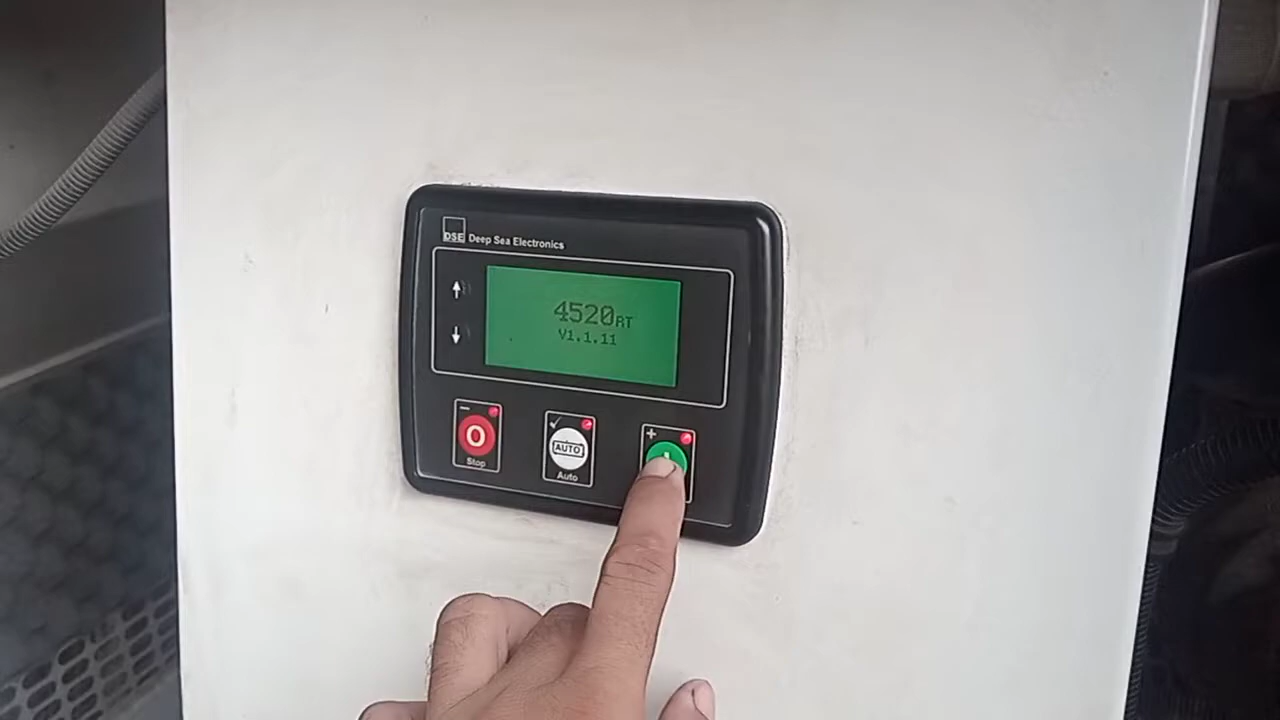 DSE Deep Sea Electronics
4520RT
V1.1.11
O
Stop
AUTO
Auto